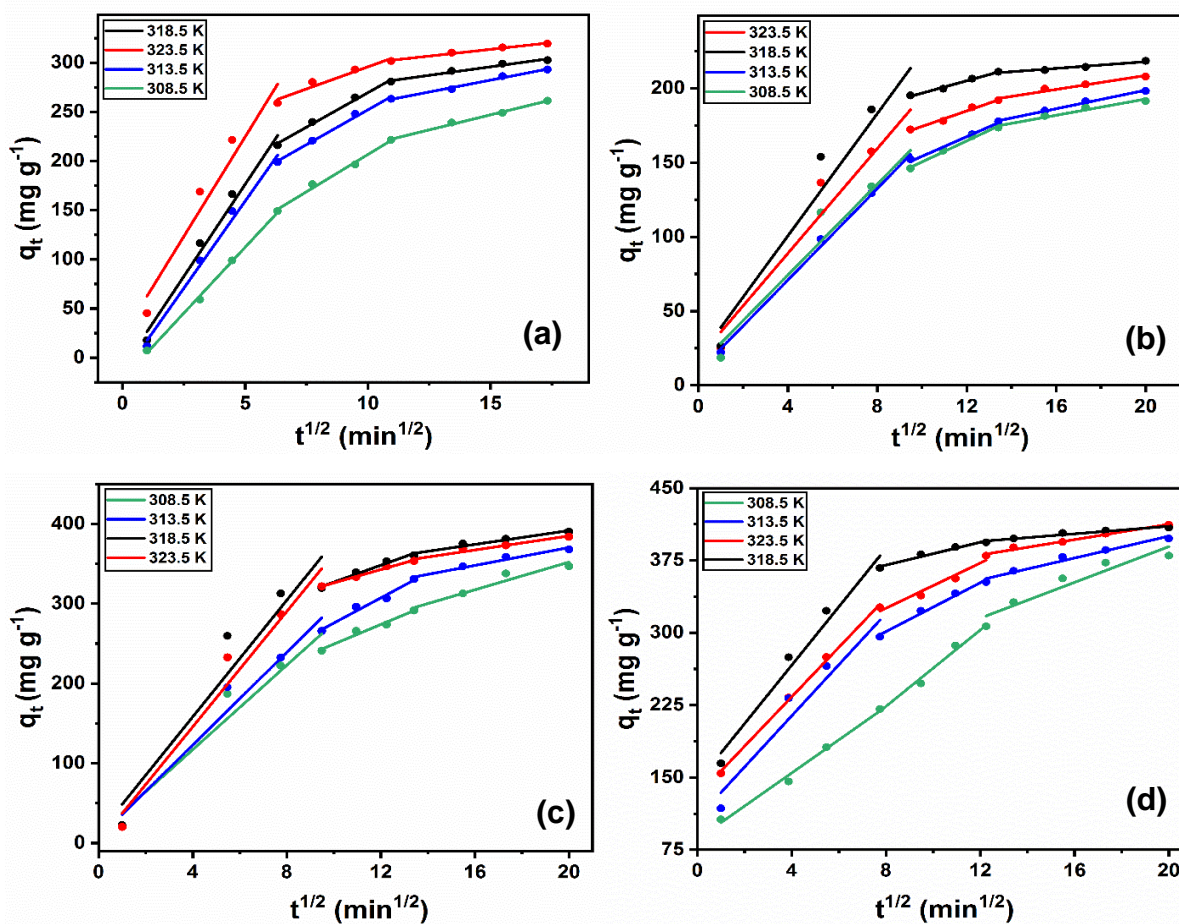 318.5 K
323.5 K
313.5 K
308.5 K
300
250
200
150
100
50
0
qt (mg g-1)
0 5 10 15
t1/2 (min1/2)
(a)
323.5 K
318.5 K
313.5 K
308.5 K
200
150
100
50
0
qt (mg g-1)
0 4 8 12 16 20
t1/2 (min1/2)
(b)
308.5 K
313.5 K
318.5 K
323.5 K
400
300
200
100
0
qt (mg g-1)
0 4 8 12 16 20
t1/2 (min1/2)
(c)
308.5 K
313.5 K
323.5 K
318.5 K
450
375
300
225
150
75
qt (mg g-1)
0 4 8 12 16 20
t1/2 (min1/2)
(d)